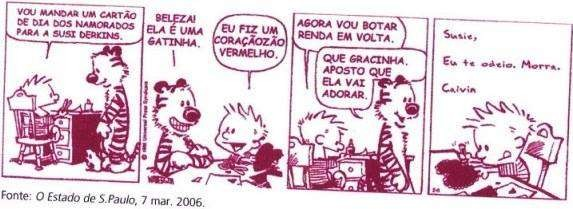 VOU MANDAR UM CARTÃO
DE DIA DOS NAMORADOS
PARA A SUSI DERKINS.
BELEZA!
ELA É UMA
GATINHA.
EU FIZ UM
CORAÇÃOZÃO
VERMELHO.
AGORA VOU BOTAR
RENDA EM VOLTA.
QUE GRACINHA.
APOSTO QUE
ELA VAI
ADORAR.
Susie,
Eu te odeio. Morra.
Calvin
Fonte: O Estado de S.Paulo, 7 mar. 2006.